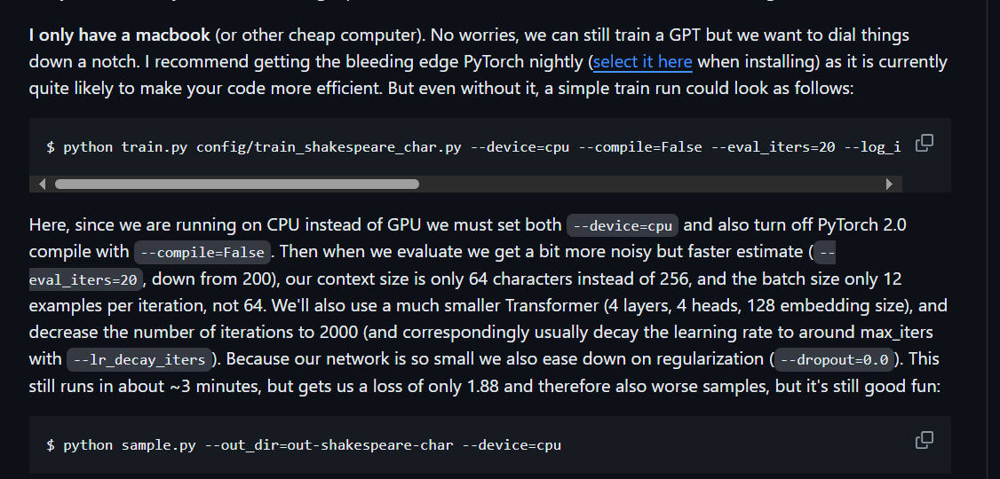 I only have a macbook (or other cheap computer). No worries, we can still train a GPT but we want to dial things
down a notch. I recommend getting the bleeding edge PyTorch nightly (select it here when installing) as it is currently
quite likely to make your code more efficient. But even without it, a simple train run could look as follows:
$ python train.py config/train_shakespeare_char.py --device=cpu --compile=False --eval_iters=20 --log_i
Here, since we are running on CPU instead of GPU we must set both --device=cpu and also turn off PyTorch 2.0
compile with --compile=False. Then when we evaluate we get a bit more noisy but faster estimate (--
eval_iters=20, down from 200), our context size is only 64 characters instead of 256, and the batch size only 12
examples per iteration, not 64. We'll also use a much smaller Transformer (4 layers, 4 heads, 128 embedding size), and
decrease the number of iterations to 2000 (and correspondingly usually decay the learning rate to around max_iters
with --lr_decay_iters). Because our network is so small we also ease down on regularization (--dropout=0.0). This
still runs in about ~3 minutes, but gets us a loss of only 1.88 and therefore also worse samples, but it's still good fun:
$ python sample.py --out_dir=out-shakespeare-char --device=cpu